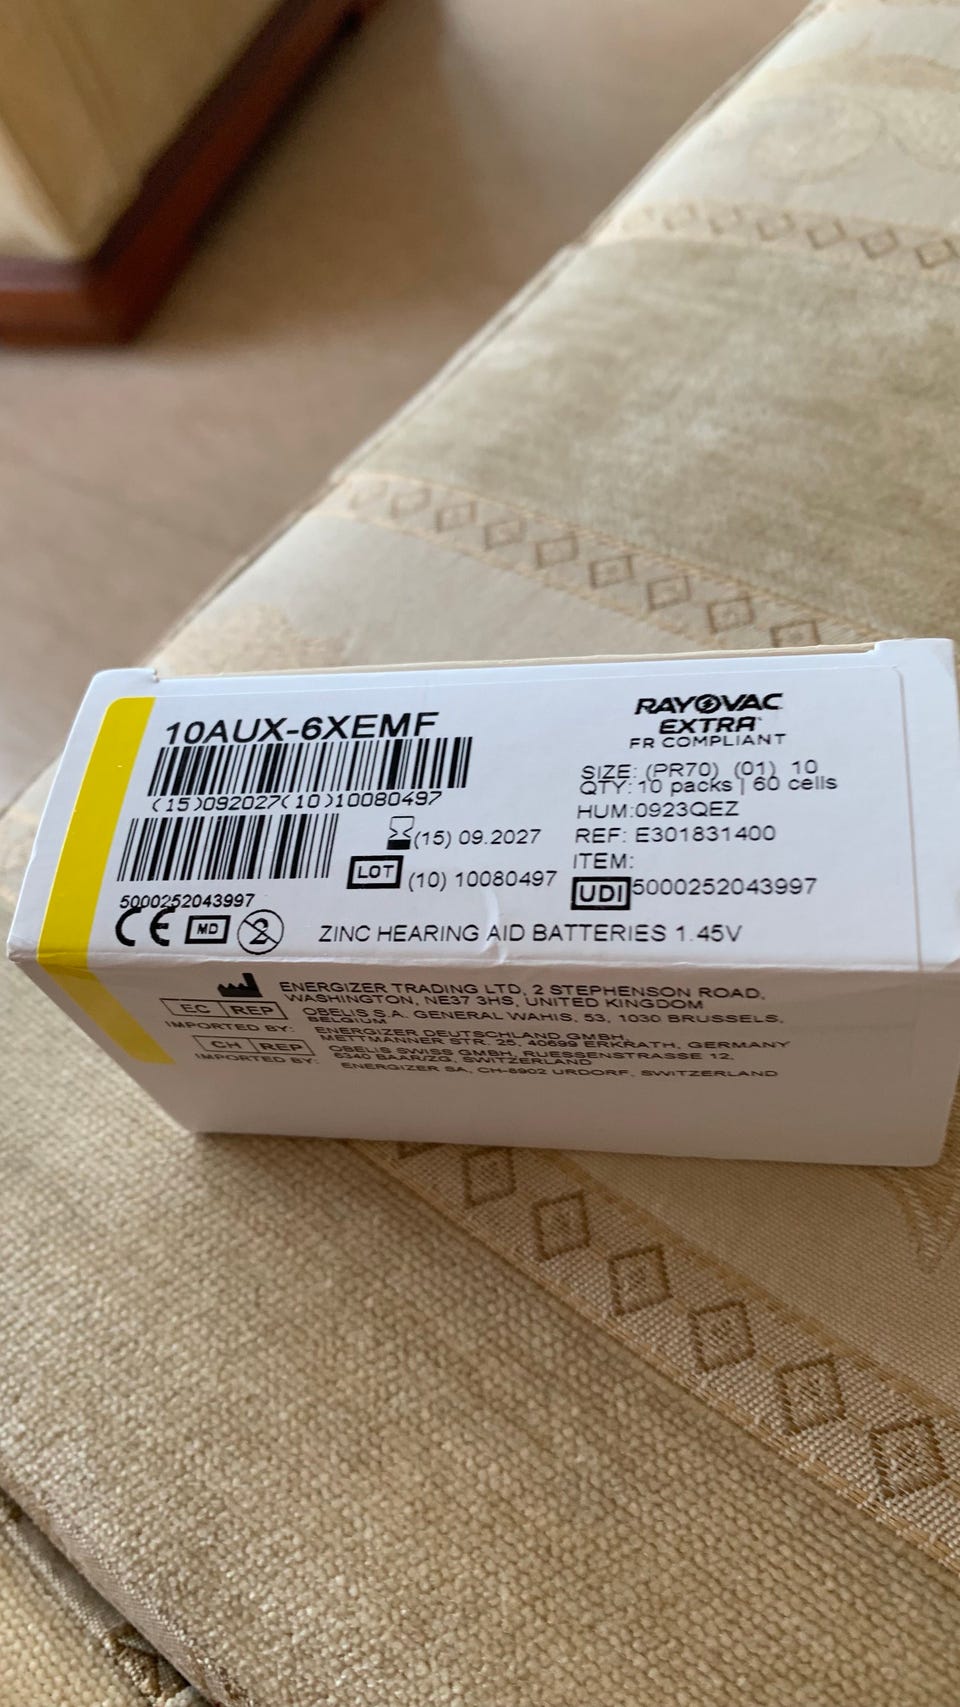 10AUX-6XEMF
(15)092027(10)10080497
5000252043997
(15) 09.2027
LOT (10) 10080497
RAYOVAC
EXTRA
FR COMPLIANT
SIZE: (PR70) (01) 10
QTY: 10 packs | 60 cells
HUM:0923QEZ
REF: E301831400
ITEM:
UDI 5000252043997
CE MD 2 ZINC HEARING AID BATTERIES 1.45V
ENERGIZER TRADING LTD, 2 STEPHENSON ROAD,
WASHINGTON, NE37 3HS, UNITED KINGDOM
EC REP OBELIS S.A. GENERAL WAHIS, 53, 1030 BRUSSELS,
BELGIUM
IMPORTED BY: ENERGIZER DEUTSCHLAND GMBH,
METTMANNER STR. 25, 40699 ERKRATH, GERMANY
CH REP OBELIS SWISS GMBH, RUESSENSTRASSE 12,
6340 BAAR/ZG, SWITZERLAND
IMPORTED BY: ENERGIZER SA, CH-8902 URDORF, SWITZERLAND